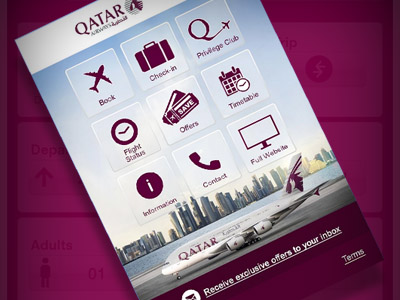 QATAR
AIRWAYS القطرية
Book
Check-in
Privilege Club
Flight
Status
SAVE
Offers
Timetable
Information
Contact
Full Website
QATAR
Receive exclusive offers to your inbox
Terms
Adults
01